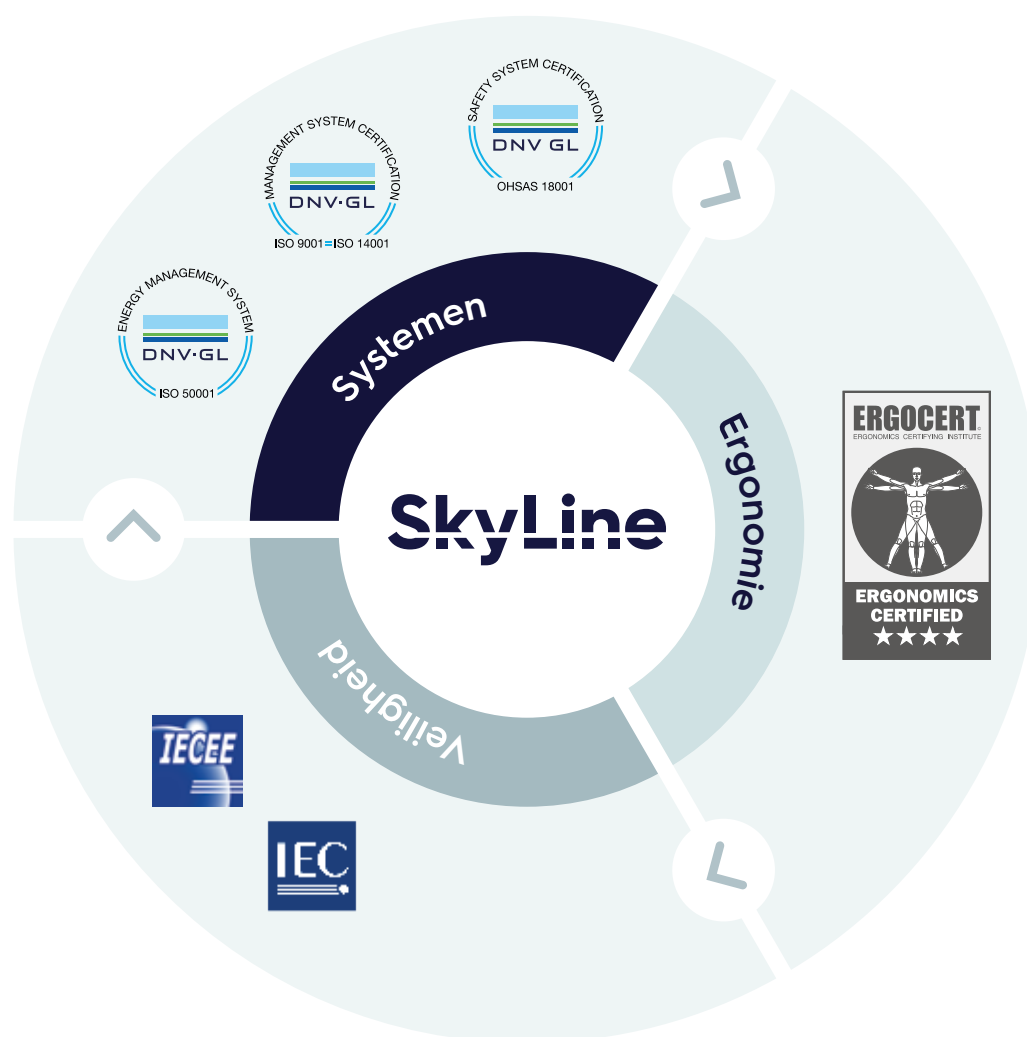 SAFETY SYSTEM CERTIFICATION
DNV GL
OHSAS 18001
MANAGEMENT SYSTEM CERTIFICATION
DNV·GL
ISO 9001=ISO 14001
ENERGY MANAGEMENT SYSTEM
DNV·GL
ISO 50001
Systemen
Ergonomie
SkyLine
Veiligheid
ERGOCERT
ERGONOMICS CERTIFYING INSTITUTE
ERGONOMICS
CERTIFIED
IECEE
IEC